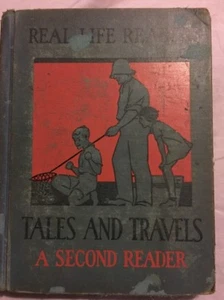 REAL LIFE READERS
TALES AND TRAVELS
A SECOND READER